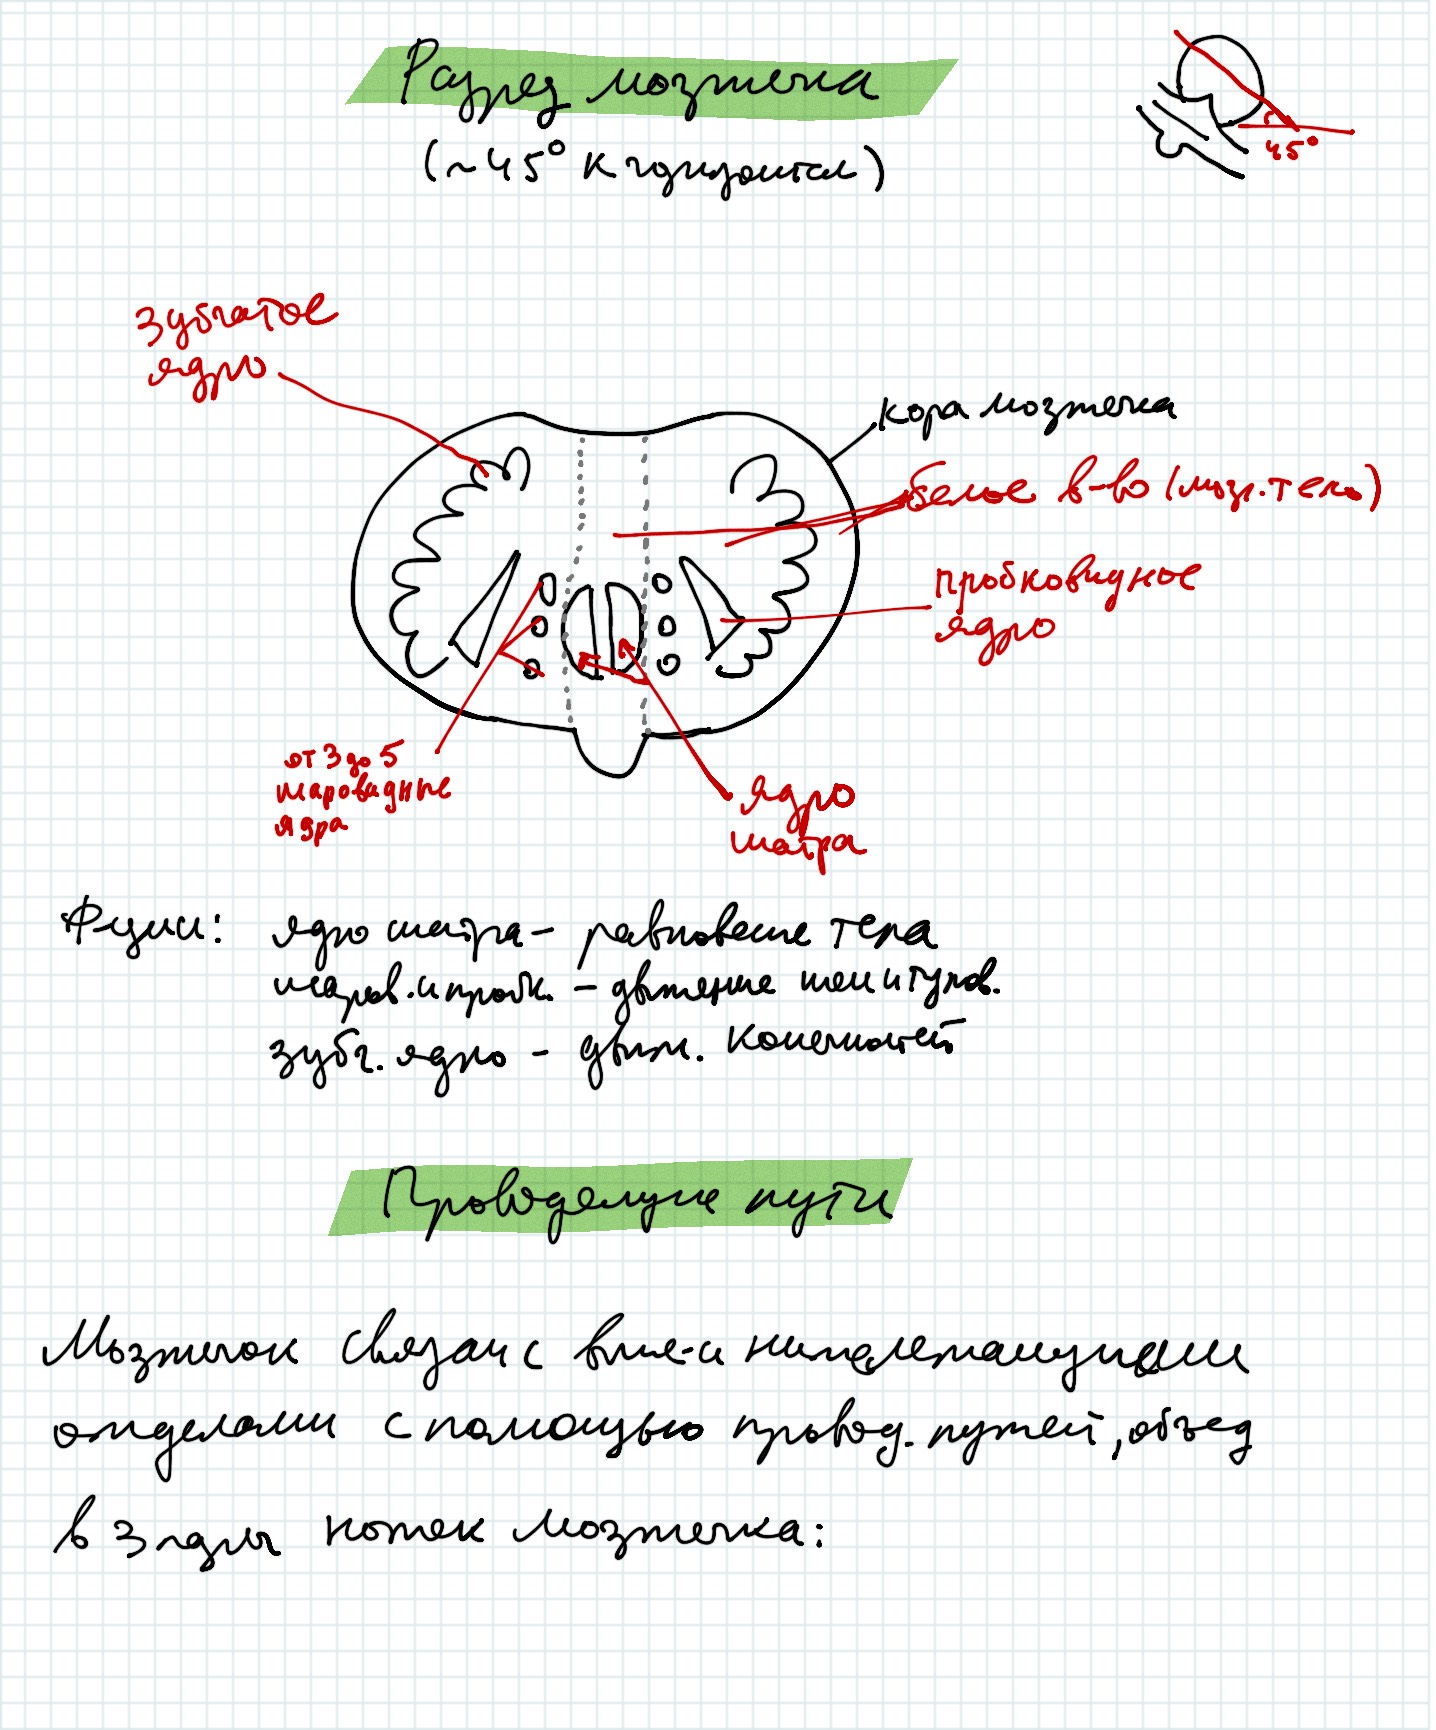 Разрез мозжечка
(~45° к горизонтали)
45°
зубчатое
ядро
кора мозжечка
белое в-во (мозг. тело)
пробковидное
ядро
от 3 до 5
шаровидные
ядра
ядро
шатра
Фции: ядро шатра - равновесие тела
шаров. и пробк. - движение шеи и тулов.
зубч. ядро - движ. конечностей
Проводящие пути
Мозжечок связан с выше- и нижележащими
отделами с помощью провод. путей, объед
в 3 пары ножек мозжечка: